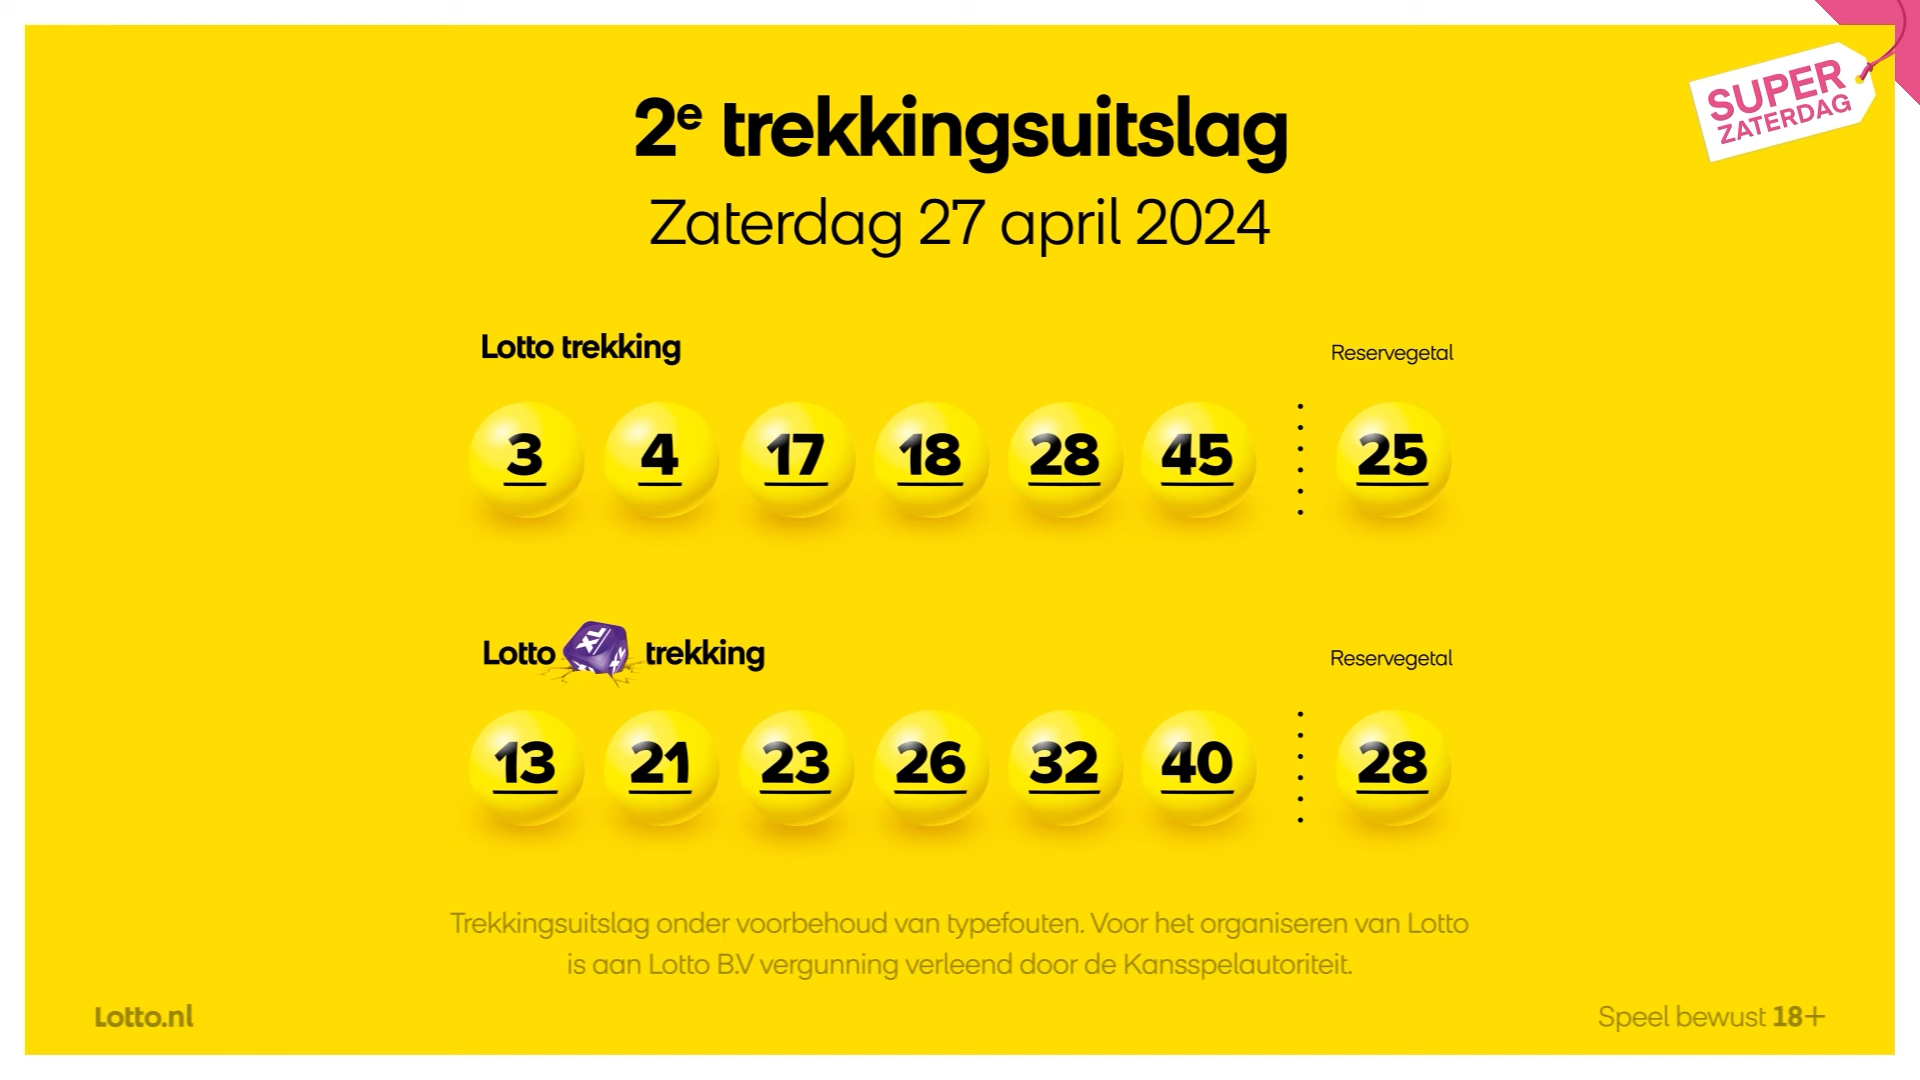 SUPER
ZATERDAG
2e trekkingsuitslag
Zaterdag 27 april 2024
Lotto trekking
Reservegetal
3 4 17 18 28 45 25
Lotto XL trekking
Reservegetal
13 21 23 26 32 40 28
Trekkingsuitslag onder voorbehoud van typefouten. Voor het organiseren van Lotto
is aan Lotto B.V vergunning verleend door de Kansspelautoriteit.
Lotto.nl
Speel bewust 18+